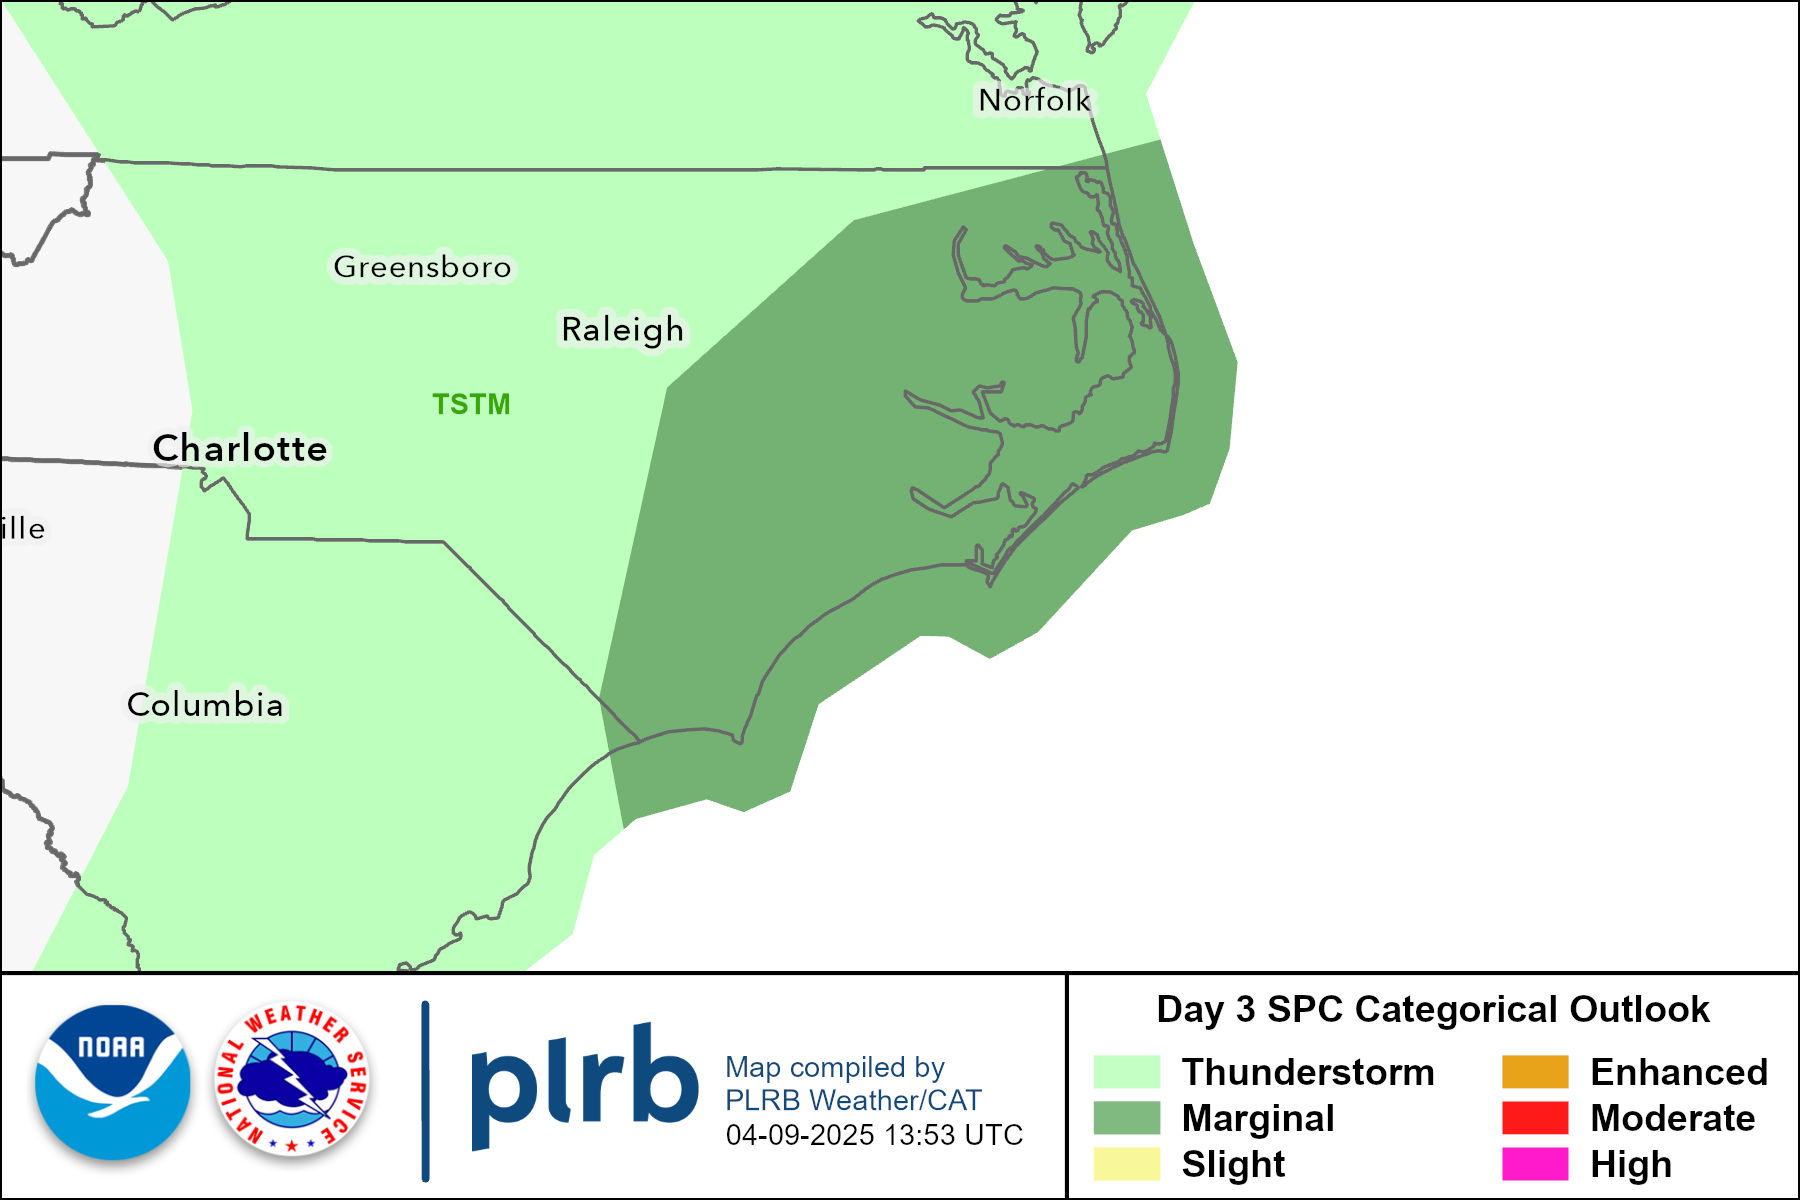 Norfolk
Greensboro
Raleigh
TSTM
Charlotte
ille
Columbia
NOAA
NATIONAL WEATHER SERVICE
plrb
Map compiled by
PLRB Weather/CAT
04-09-2025 13:53 UTC
Day 3 SPC Categorical Outlook
Thunderstorm
Marginal
Slight
Enhanced
Moderate
High